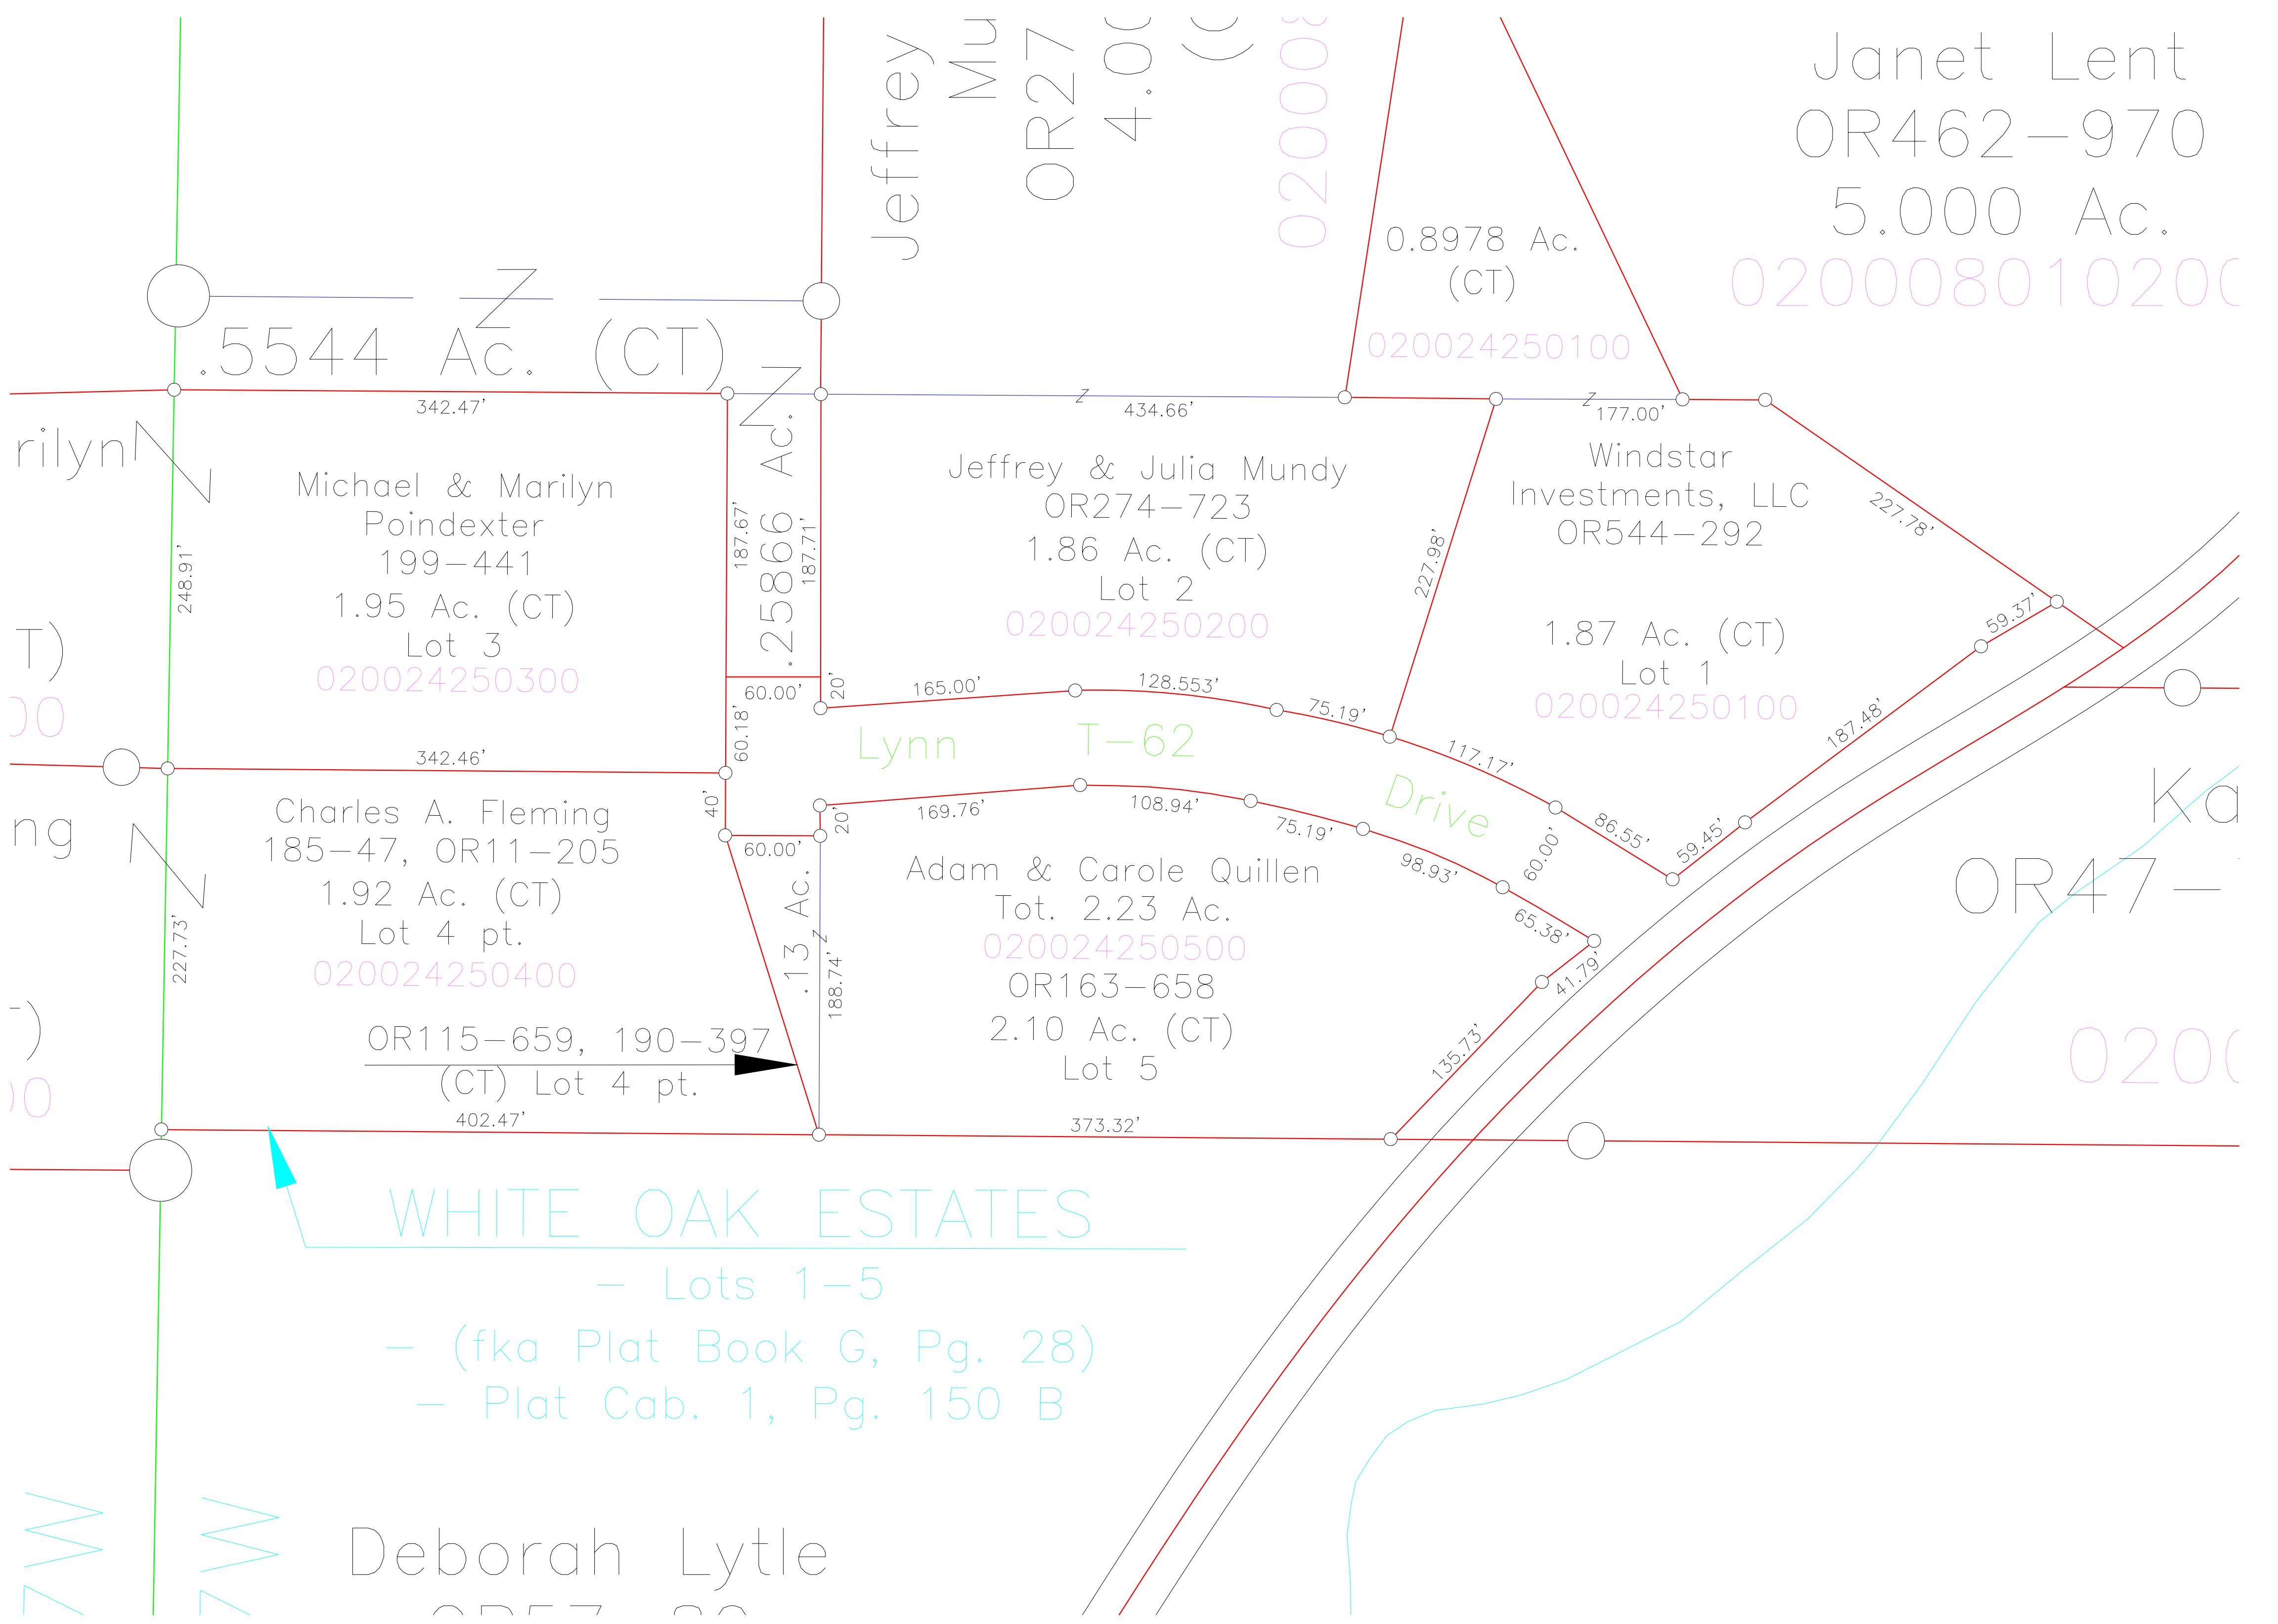 Jeffrey
Mu
OR27
4.00
(C
020008
Janet Lent
OR462-970
5.000 Ac.
020008010200
0.8978 Ac.
(CT)
020024250100
.5544 Ac. (CT)
342.47'
434.66'
177.00'
rilyn
Michael & Marilyn
Poindexter
199-441
1.95 Ac. (CT)
Lot 3
020024250300
248.91'
187.67'
.25866 Ac.
187.71'
Jeffrey & Julia Mundy
OR274-723
1.86 Ac. (CT)
Lot 2
020024250200
227.98'
Windstar
Investments, LLC
OR544-292
1.87 Ac. (CT)
Lot 1
020024250100
227.78'
59.37'
187.48'
59.45'
T)
00
60.00'
20'
60.18'
165.00'
128.553'
75.19'
117.17'
86.55'
Lynn T-62 Drive
60.00'
342.46'
40'
60.00'
20'
169.76'
108.94'
75.19'
98.93'
65.38'
41.79'
135.73'
ng
Charles A. Fleming
185-47, OR11-205
1.92 Ac. (CT)
Lot 4 pt.
020024250400
227.73'
.13 Ac.
188.74'
OR115-659, 190-397
(CT) Lot 4 pt.
Adam & Carole Quillen
Tot. 2.23 Ac.
020024250500
OR163-658
2.10 Ac. (CT)
Lot 5
Ka
OR47-
020
402.47'
373.32'
WHITE OAK ESTATES
- Lots 1-5
- (fka Plat Book G, Pg. 28)
- Plat Cab. 1, Pg. 150 B
Deborah Lytle